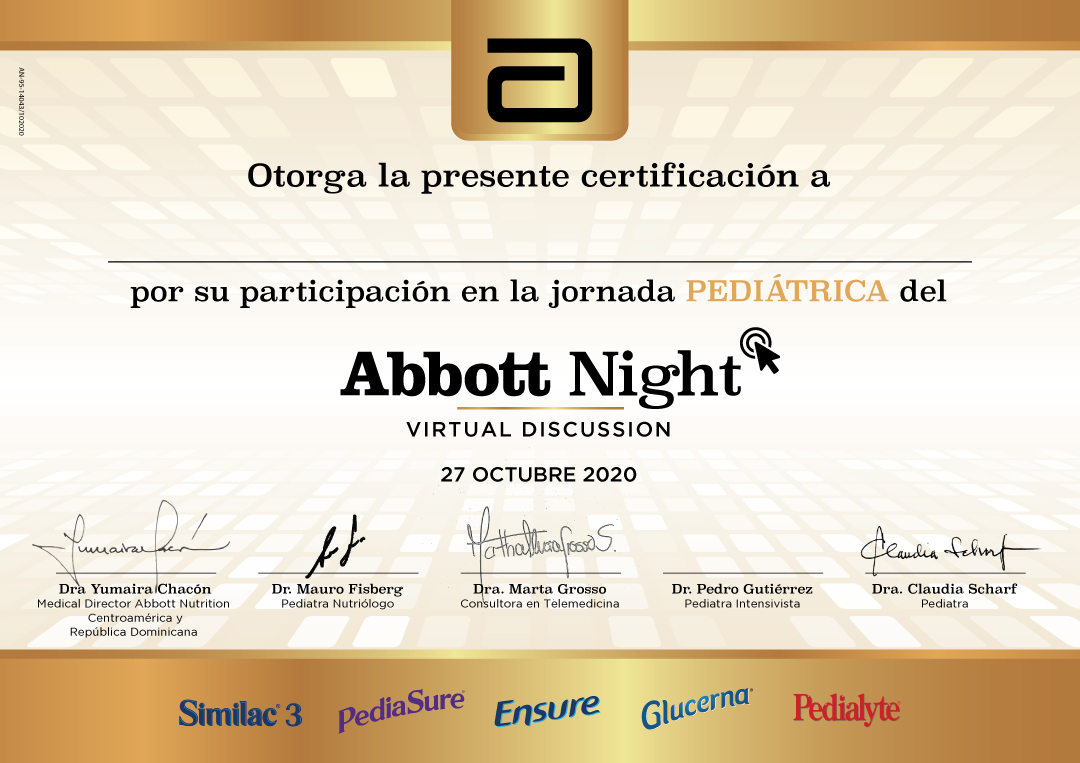 AN-95-14043/102020
a
Otorga la presente certificación a
por su participación en la jornada PEDIÁTRICA del
Abbott Night
VIRTUAL DISCUSSION
27 OCTUBRE 2020
Yumaira Chacón
Martha Lucia Grosso S.
Claudia Scharf
Dra Yumaira Chacón
Medical Director Abbott Nutrition
Centroamérica y
República Dominicana
Dr. Mauro Fisberg
Pediatra Nutriólogo
Dra. Marta Grosso
Consultora en Telemedicina
Dr. Pedro Gutiérrez
Pediatra Intensivista
Dra. Claudia Scharf
Pediatra
Similac® 3
PediaSure®
Ensure
Glucerna®
Pedialyte®